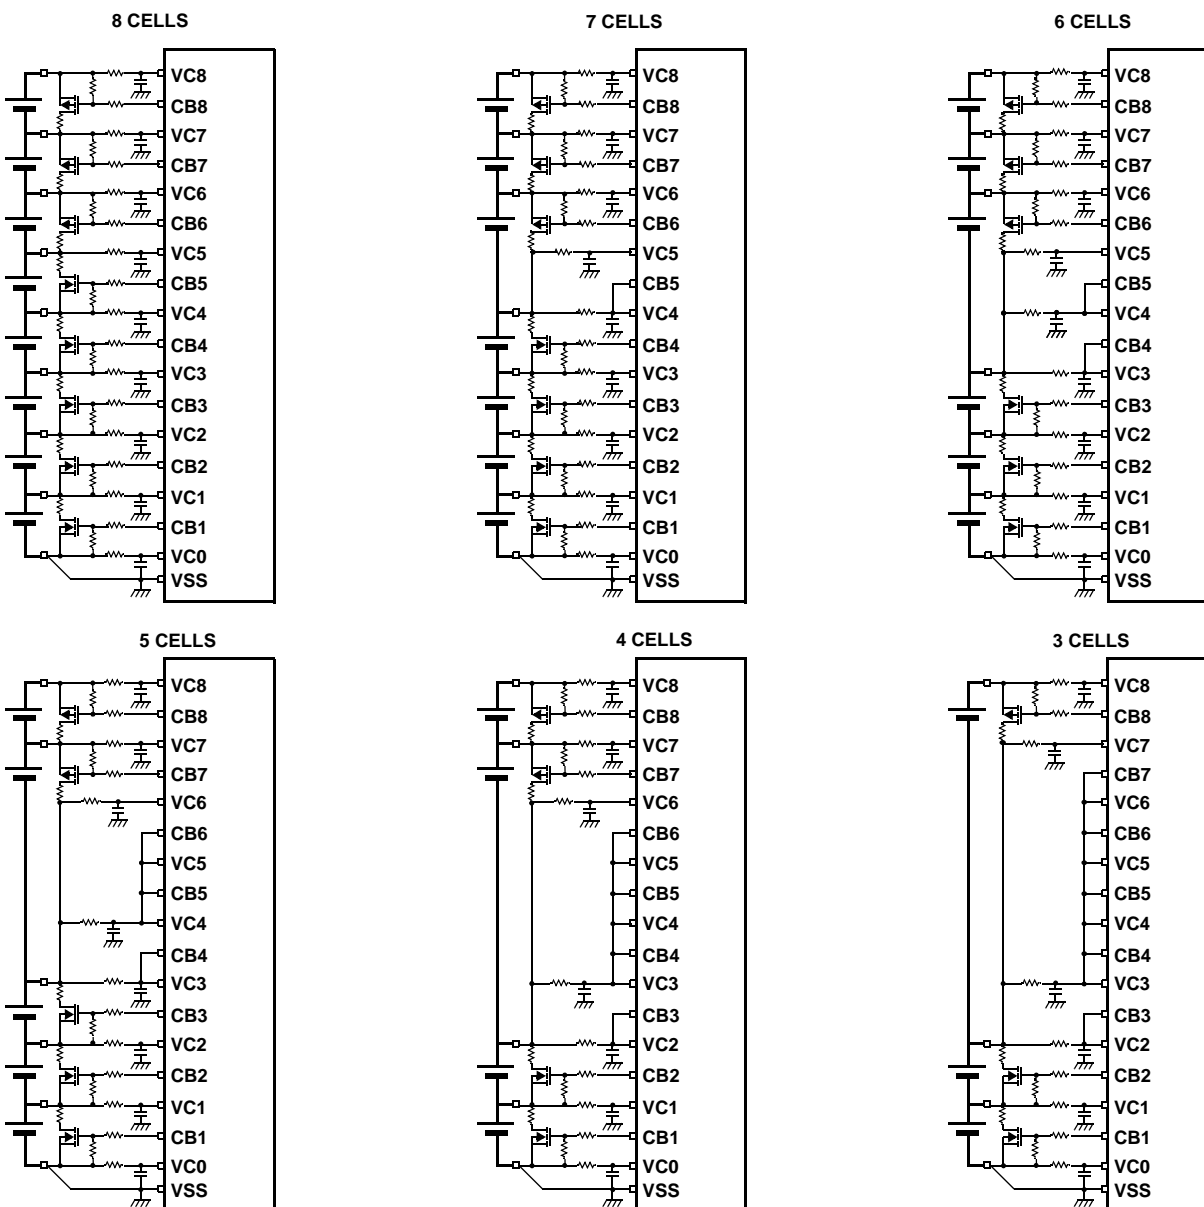 8 CELLS
VC8
CB8
VC7
CB7
VC6
CB6
VC5
CB5
VC4
CB4
VC3
CB3
VC2
CB2
VC1
CB1
VC0
VSS
7 CELLS
VC8
CB8
VC7
CB7
VC6
CB6
VC5
CB5
VC4
CB4
VC3
CB3
VC2
CB2
VC1
CB1
VC0
VSS
6 CELLS
VC8
CB8
VC7
CB7
VC6
CB6
VC5
CB5
VC4
CB4
VC3
CB3
VC2
CB2
VC1
CB1
VC0
VSS
5 CELLS
VC8
CB8
VC7
CB7
VC6
CB6
VC5
CB5
VC4
CB4
VC3
CB3
VC2
CB2
VC1
CB1
VC0
VSS
4 CELLS
VC8
CB8
VC7
CB7
VC6
CB6
VC5
CB5
VC4
CB4
VC3
CB3
VC2
CB2
VC1
CB1
VC0
VSS
3 CELLS
VC8
CB8
VC7
CB7
VC6
CB6
VC5
CB5
VC4
CB4
VC3
CB3
VC2
CB2
VC1
CB1
VC0
VSS